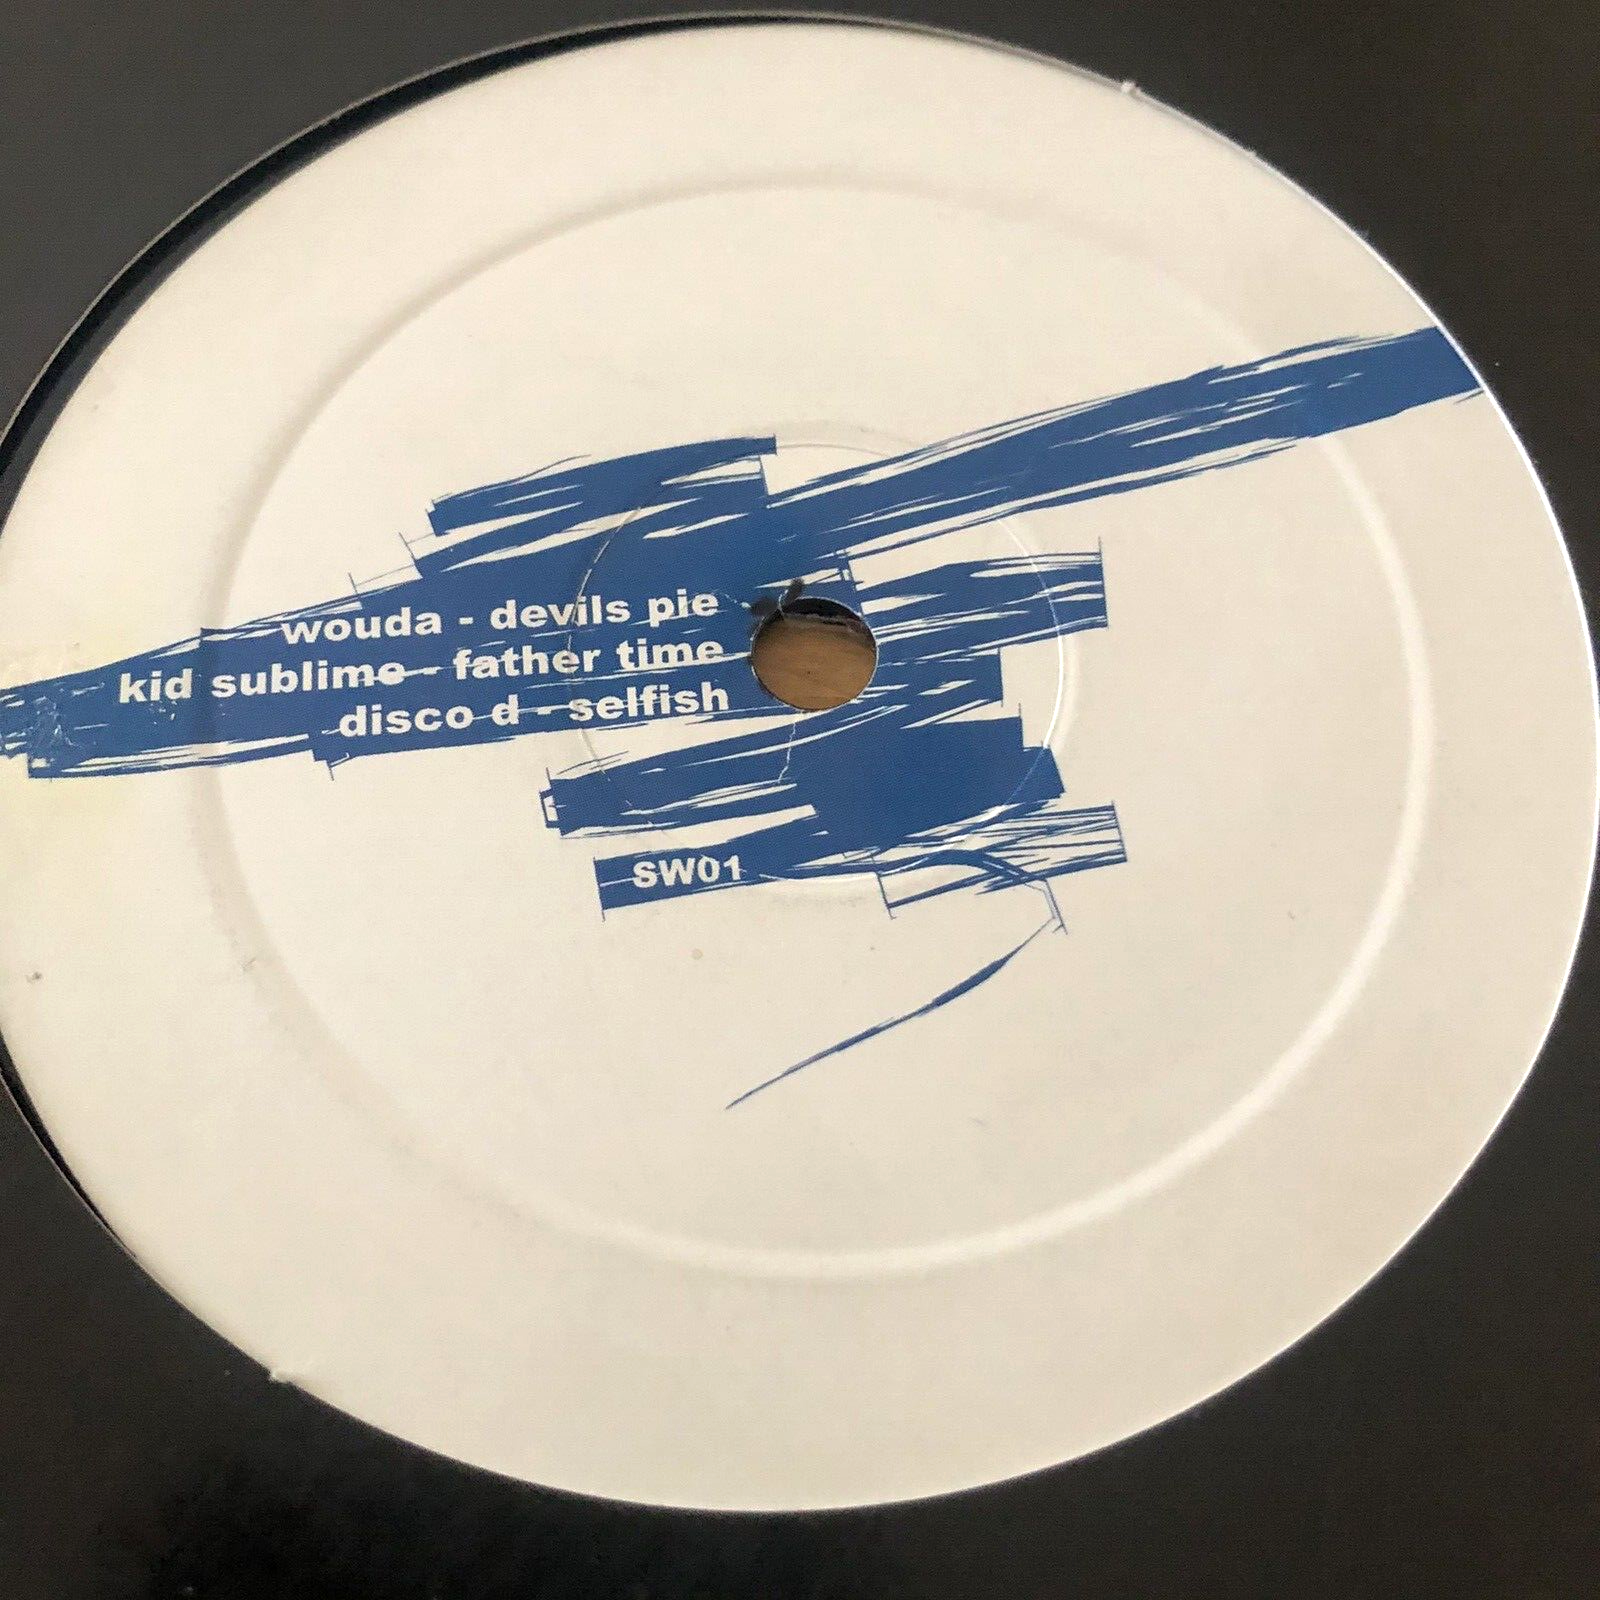 wouda - devils pie
kid sublime - father time
disco d - selfish
SW01